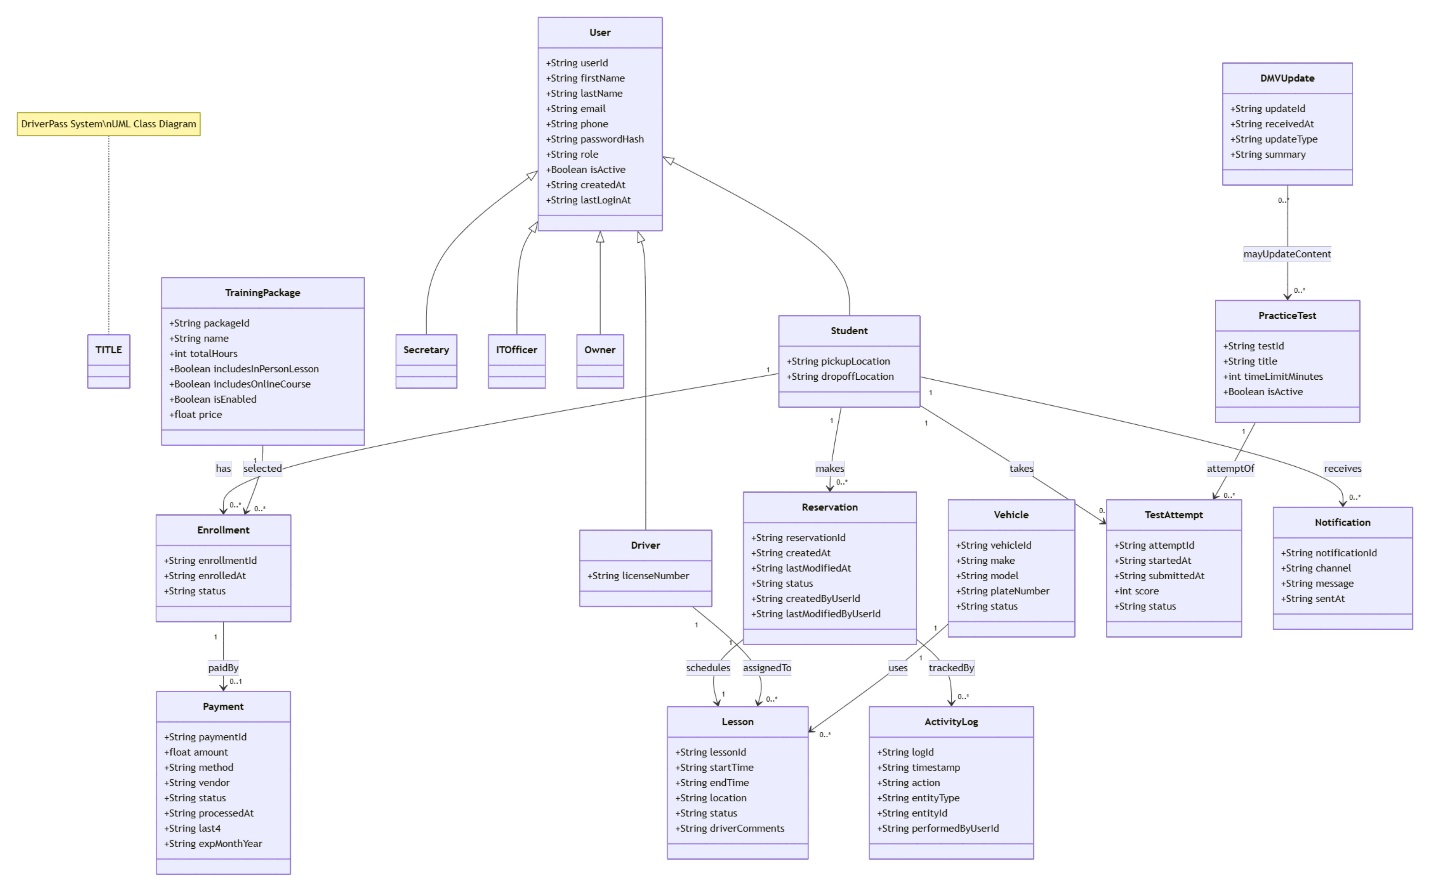 User
+String userId
+String firstName
+String lastName
+String email
+String phone
+String passwordHash
+String role
+Boolean isActive
+String createdAt
+String lastLoginAt
DMVUpdate
+String updateId
+String receivedAt
+String updateType
+String summary
0..*
mayUpdateContent
0..*
DriverPass System\nUML Class Diagram
TITLE
TrainingPackage
+String packageId
+String name
+int totalHours
+Boolean includesInPersonLesson
+Boolean includesOnlineCourse
+Boolean isEnabled
+float price
Secretary
ITOfficer
Owner
Student
+String pickupLocation
+String dropoffLocation
PracticeTest
+String testId
+String title
+int timeLimitMinutes
+Boolean isActive
1
1
1
1
1
1
has
selected
makes
takes
attemptOf
receives
0..*
0..*
0..*
0..
0..*
0..*
Enrollment
+String enrollmentId
+String enrolledAt
+String status
Driver
+String licenseNumber
Reservation
+String reservationId
+String createdAt
+String lastModifiedAt
+String status
+String createdByUserId
+String lastModifiedByUserId
Vehicle
+String vehicleId
+String make
+String model
+String plateNumber
+String status
TestAttempt
+String attemptId
+String startedAt
+String submittedAt
+int score
+String status
Notification
+String notificationId
+String channel
+String message
+String sentAt
1
1
1
1
1
paidBy
schedules
assignedTo
uses
trackedBy
0..1
1
0..*
0..*
0..*
Payment
+String paymentId
+float amount
+String method
+String vendor
+String status
+String processedAt
+String last4
+String expMonthYear
Lesson
+String lessonId
+String startTime
+String endTime
+String location
+String status
+String driverComments
ActivityLog
+String logId
+String timestamp
+String action
+String entityType
+String entityId
+String performedByUserId